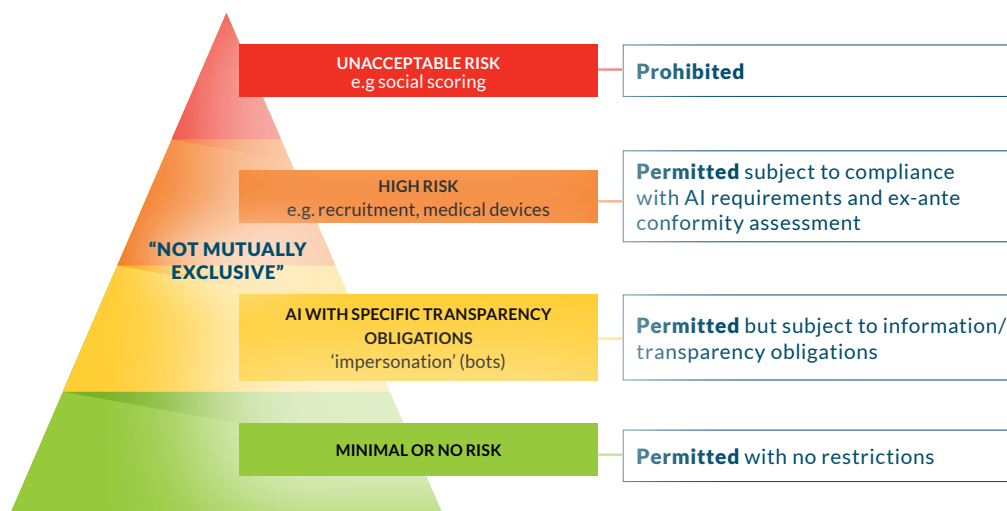 UNACCEPTABLE RISK
e.g social scoring
Prohibited
HIGH RISK
e.g. recruitment, medical devices
Permitted subject to compliance
with AI requirements and ex-ante
conformity assessment
“NOT MUTUALLY
EXCLUSIVE”
AI WITH SPECIFIC TRANSPARENCY
OBLIGATIONS
‘impersonation’ (bots)
Permitted but subject to information/
transparency obligations
MINIMAL OR NO RISK
Permitted with no restrictions